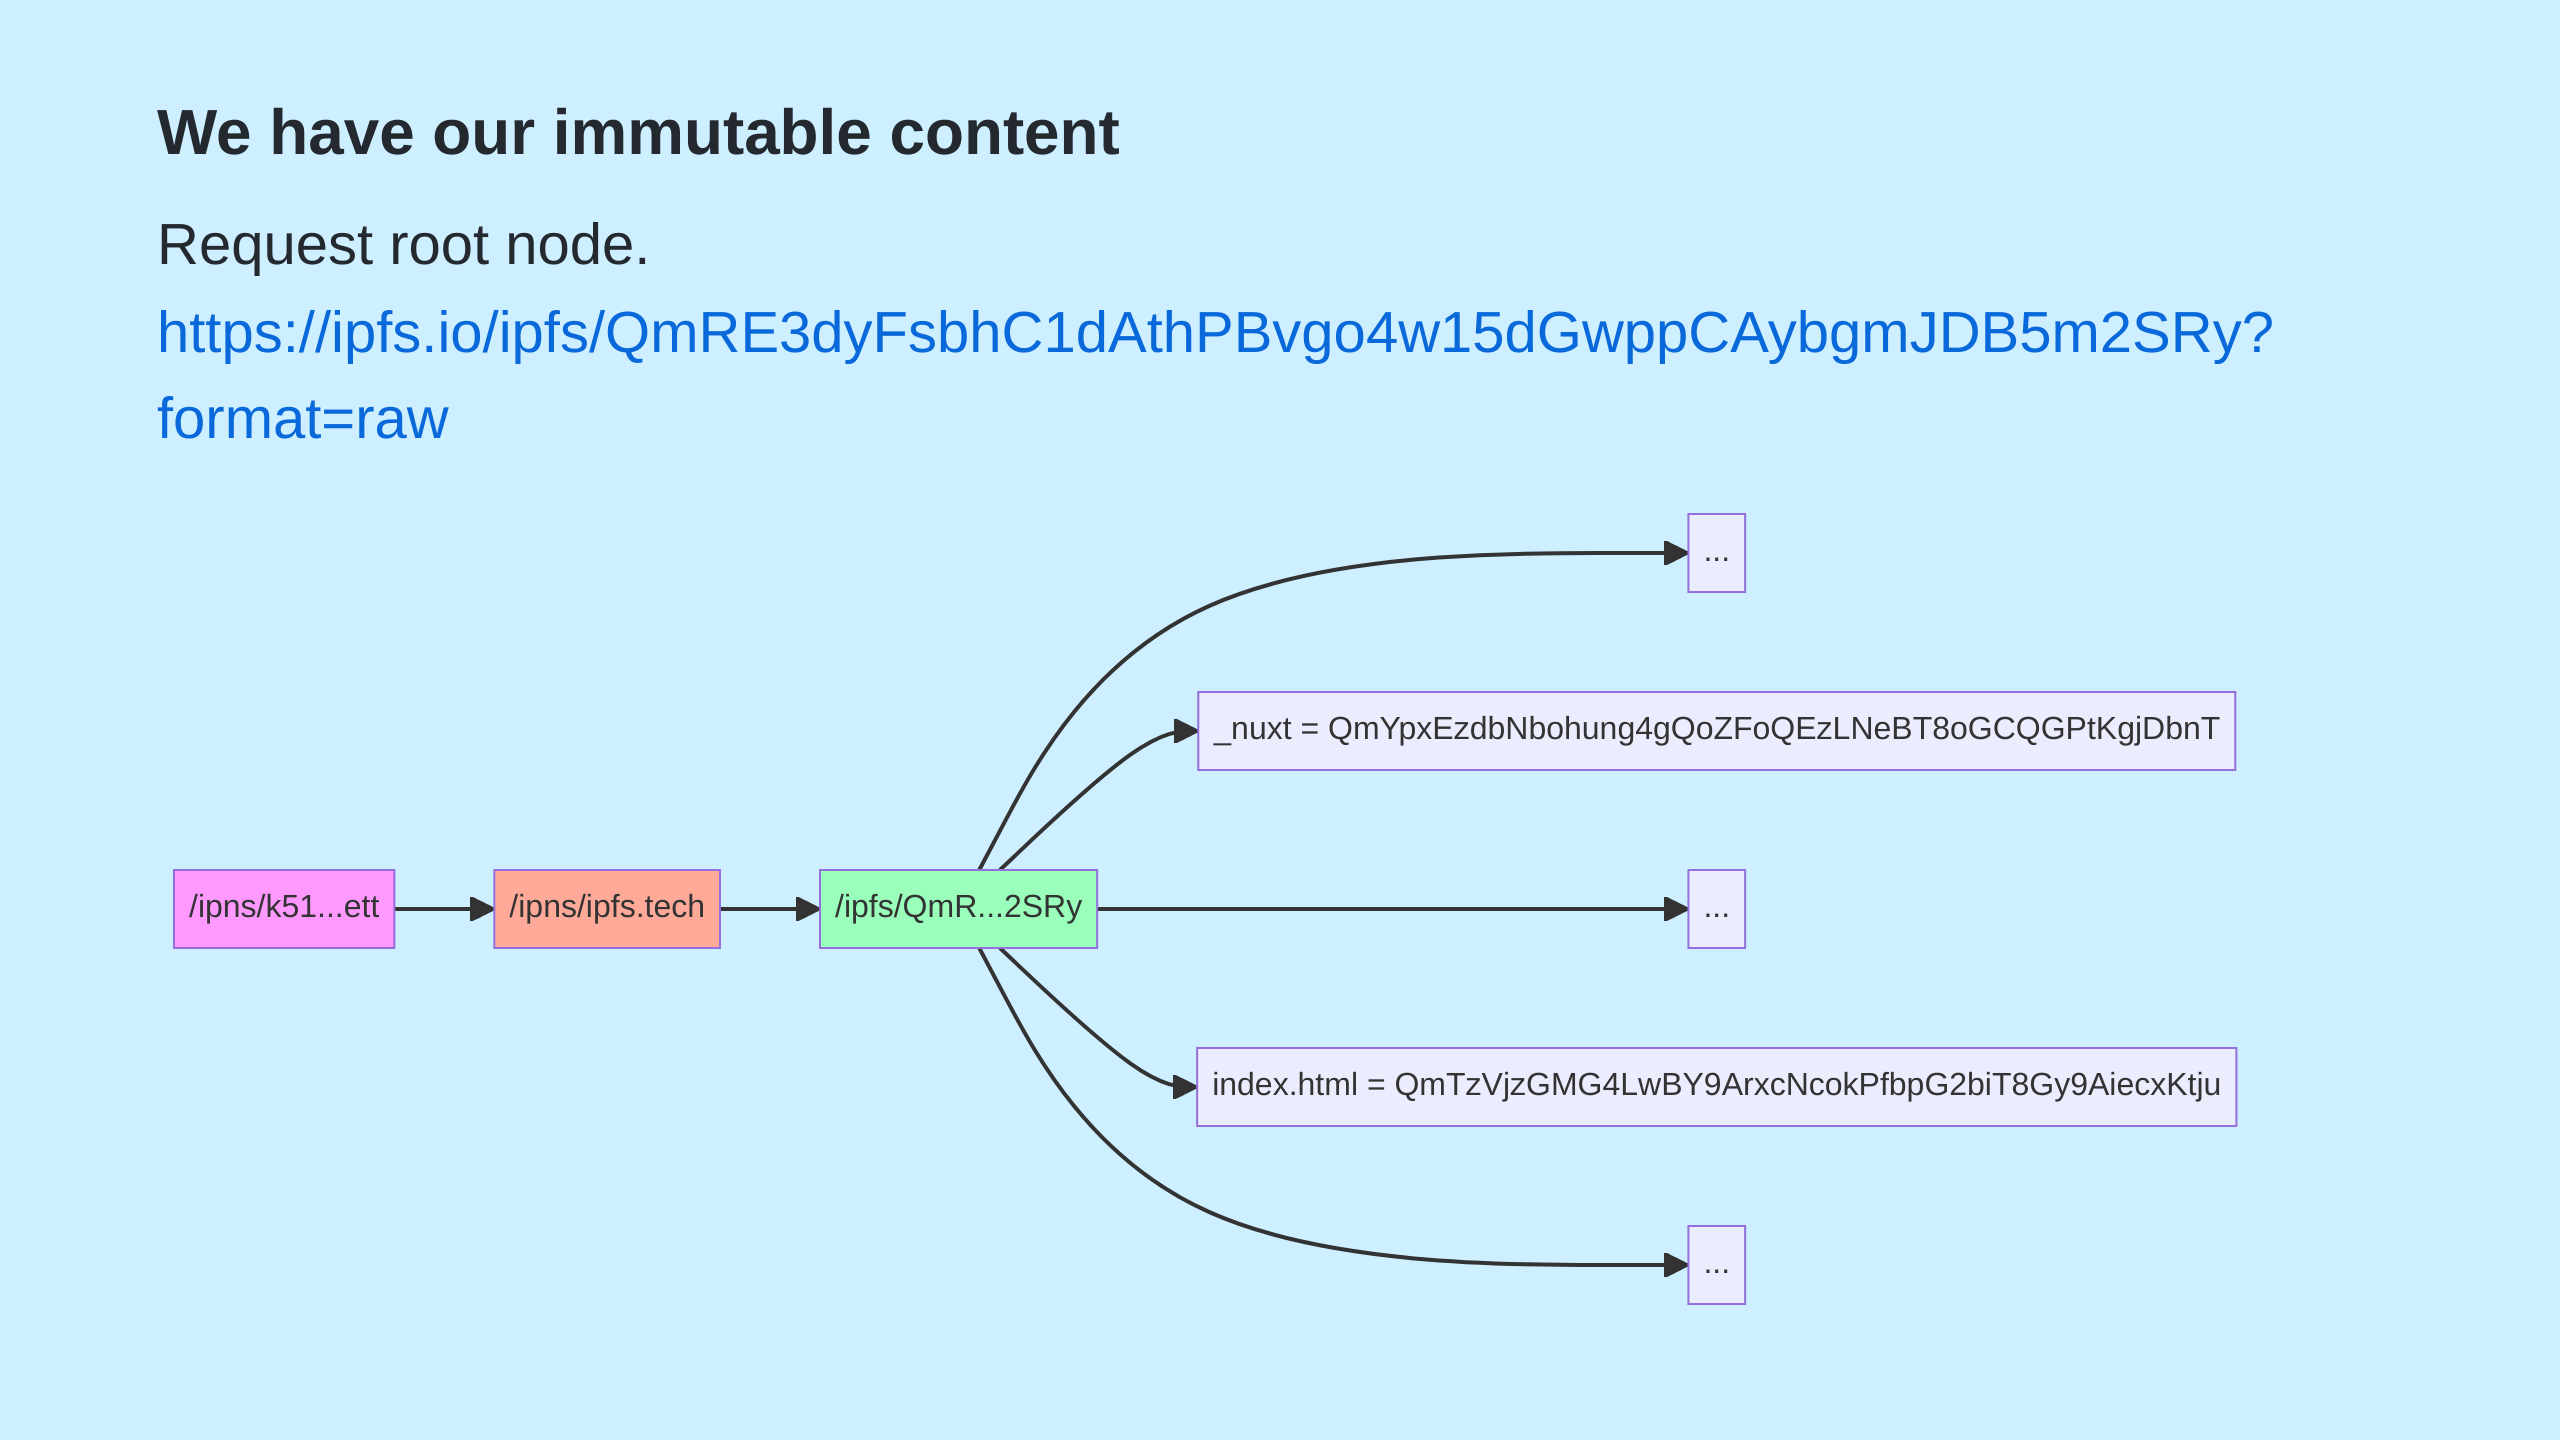 We have our immutable content
Request root node.
https://ipfs.io/ipfs/QmRE3dyFsbhC1dAthPBvgo4w15dGwppCAybgmJDB5m2SRy?
format=raw
...
_nuxt = QmYpxEzdbNbohung4gQoZFoQEzLNeBT8oGCQGPtKgjDbnT
/ipns/k51...ett
/ipns/ipfs.tech
/ipfs/QmR...2SRy
...
index.html = QmTzVjzGMG4LwBY9ArxcNcokPfbpG2biT8Gy9AiecxKtju
...